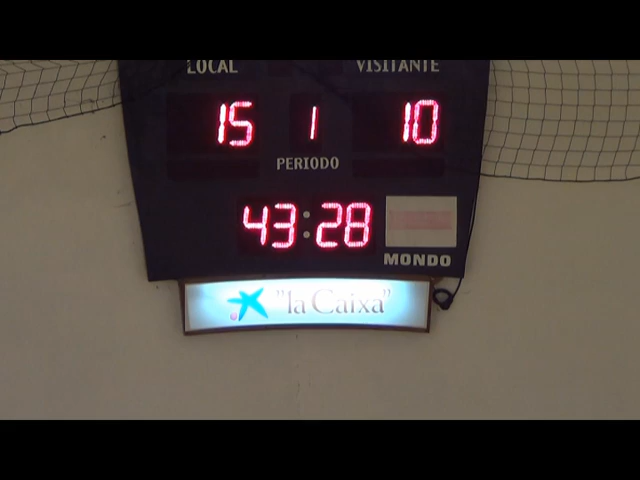 LOCAL VISITANTE
15 1 10
PERIODO
43:28
MONDO
"la Caixa"